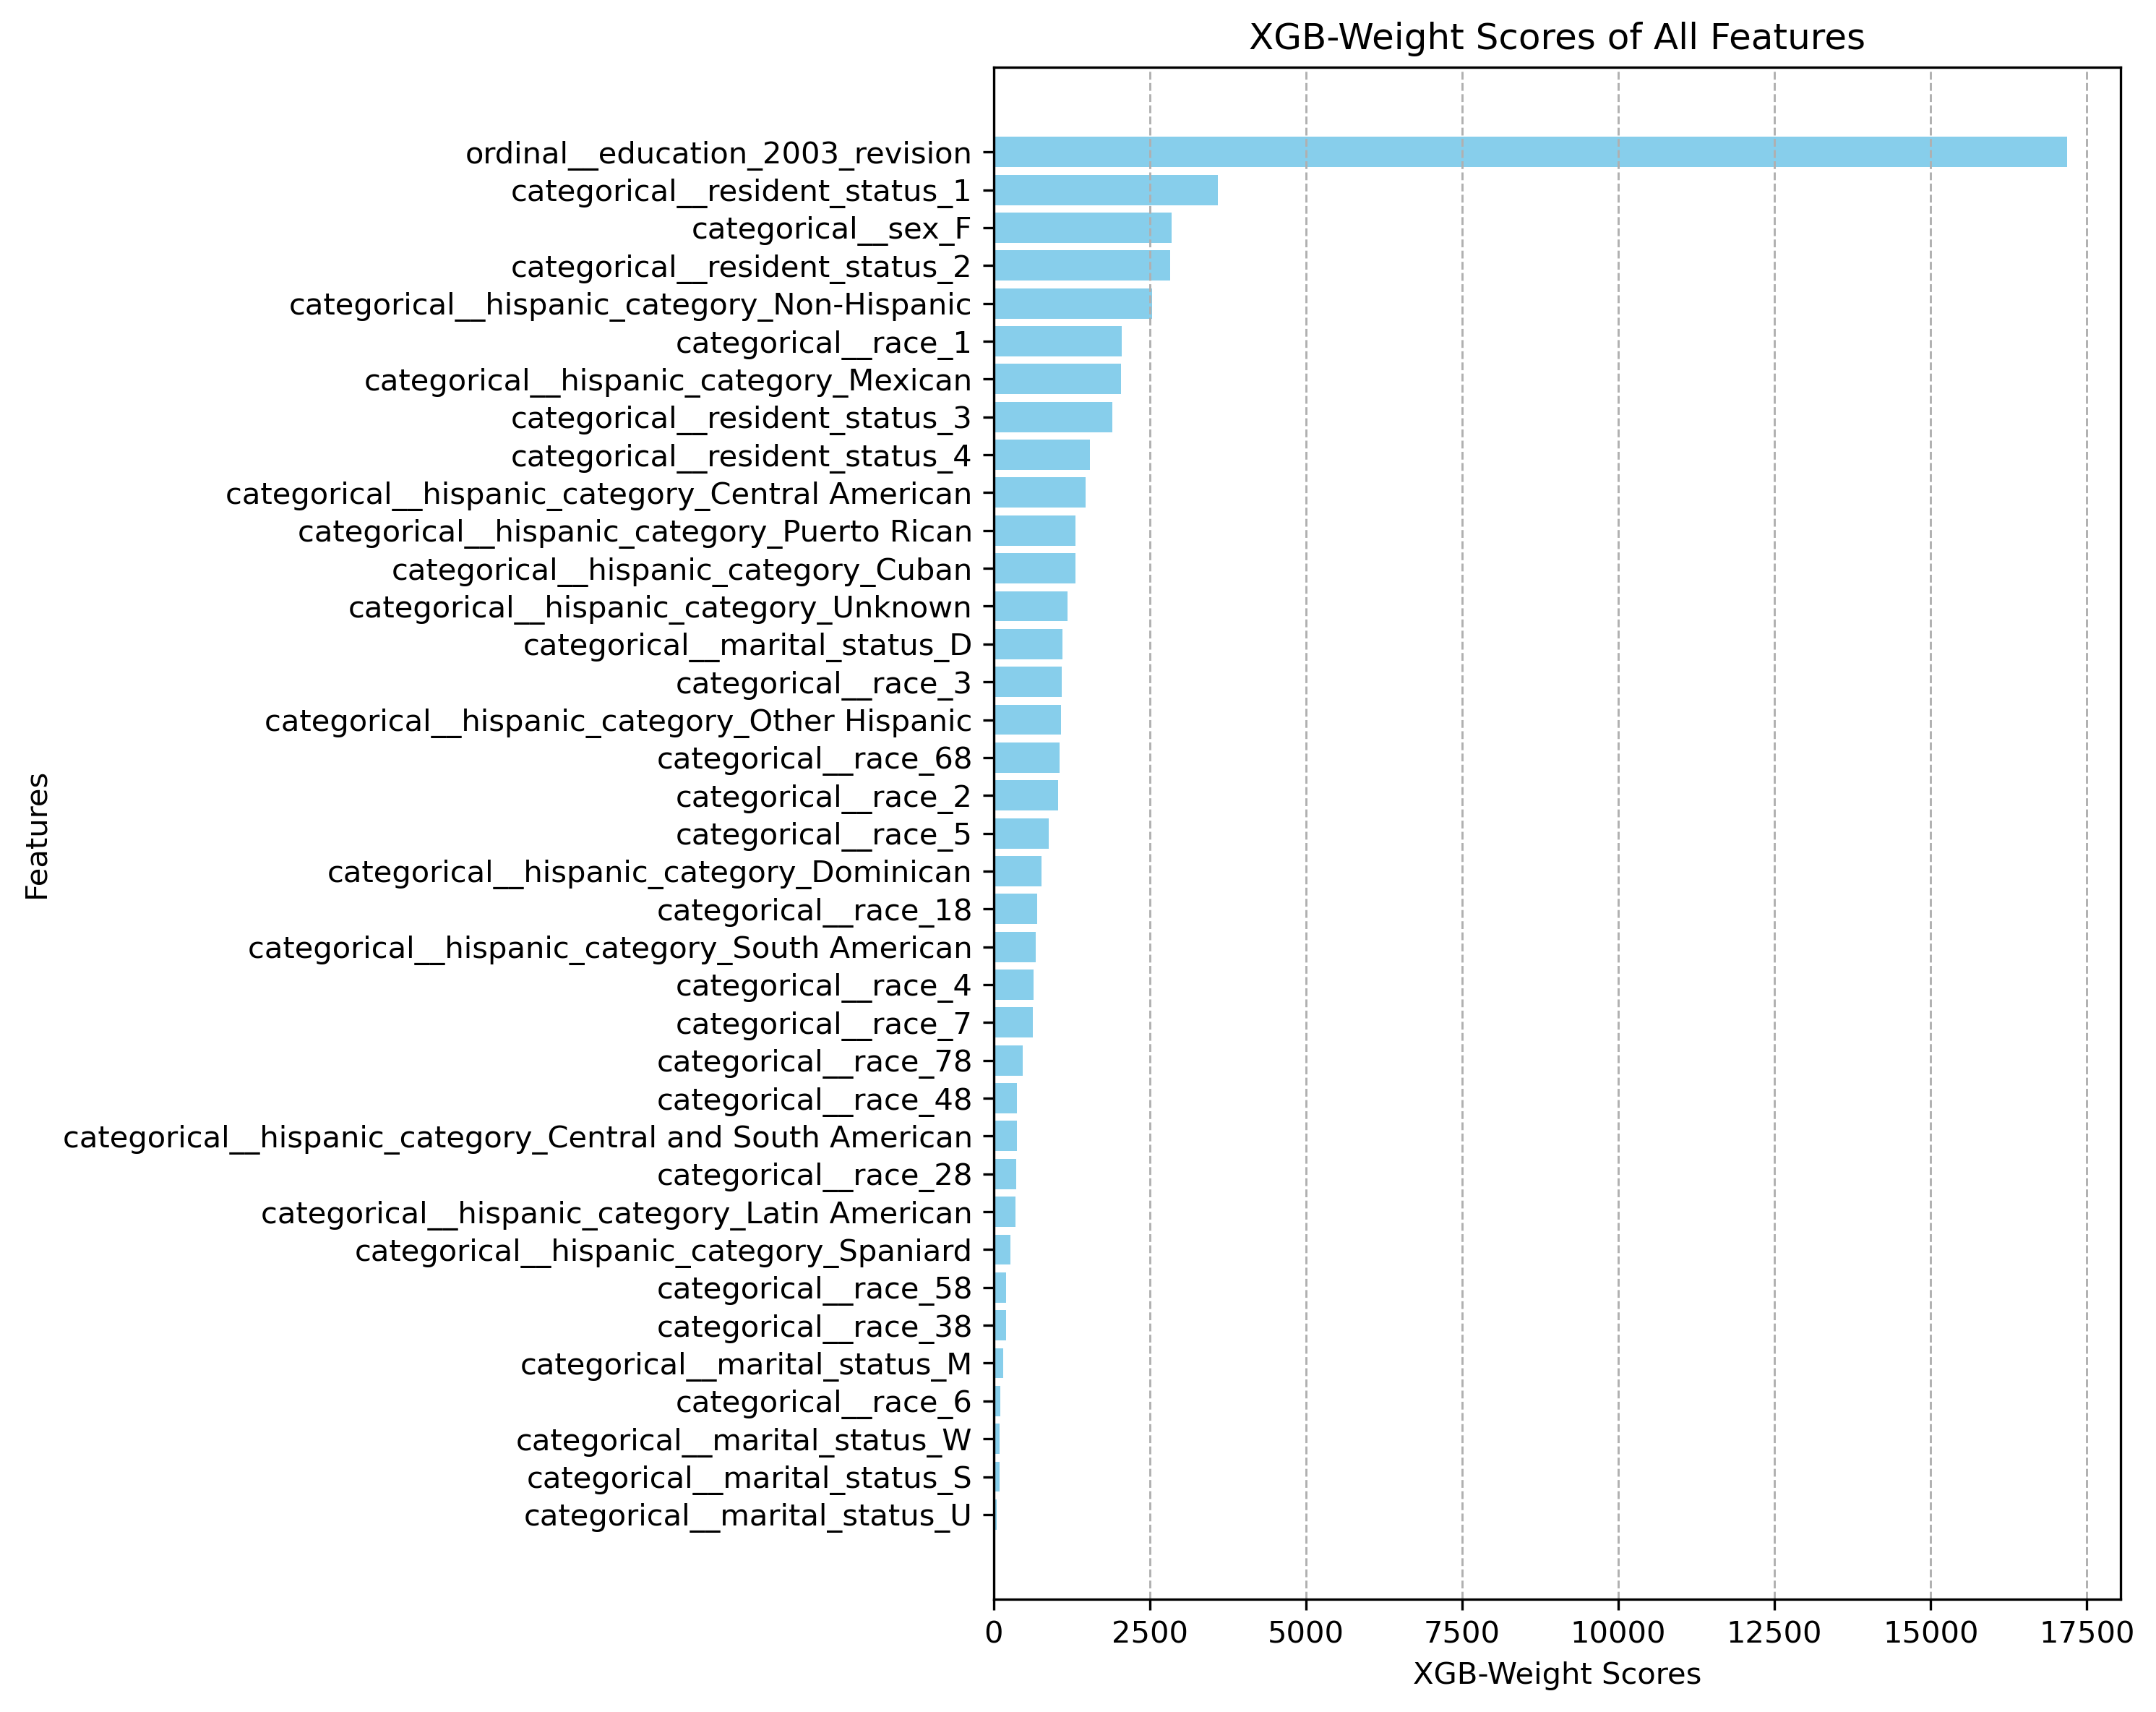 XGB-Weight Scores of All Features
ordinal__education_2003_revision
categorical__resident_status_1
categorical__sex_F
categorical__resident_status_2
categorical__hispanic_category_Non-Hispanic
categorical__race_1
categorical__hispanic_category_Mexican
categorical__resident_status_3
categorical__resident_status_4
categorical__hispanic_category_Central American
categorical__hispanic_category_Puerto Rican
categorical__hispanic_category_Cuban
categorical__hispanic_category_Unknown
categorical__marital_status_D
categorical__race_3
categorical__hispanic_category_Other Hispanic
categorical__race_68
categorical__race_2
categorical__race_5
categorical__hispanic_category_Dominican
categorical__race_18
categorical__hispanic_category_South American
categorical__race_4
categorical__race_7
categorical__race_78
categorical__race_48
categorical__hispanic_category_Central and South American
categorical__race_28
categorical__hispanic_category_Latin American
categorical__hispanic_category_Spaniard
categorical__race_58
categorical__race_38
categorical__marital_status_M
categorical__race_6
categorical__marital_status_W
categorical__marital_status_S
categorical__marital_status_U
Features
0 2500 5000 7500 10000 12500 15000 17500
XGB-Weight Scores